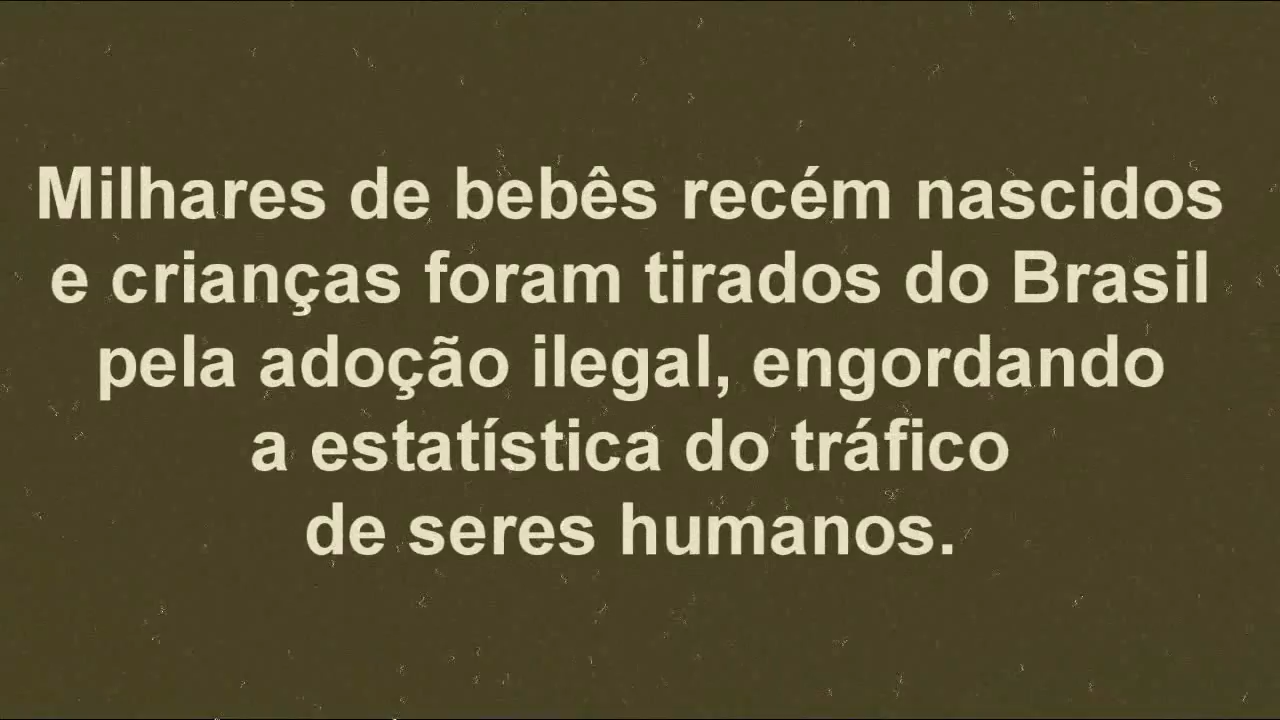 Milhares de bebês recém nascidos
e crianças foram tirados do Brasil
pela adoção ilegal, engordando
a estatística do tráfico
de seres humanos.